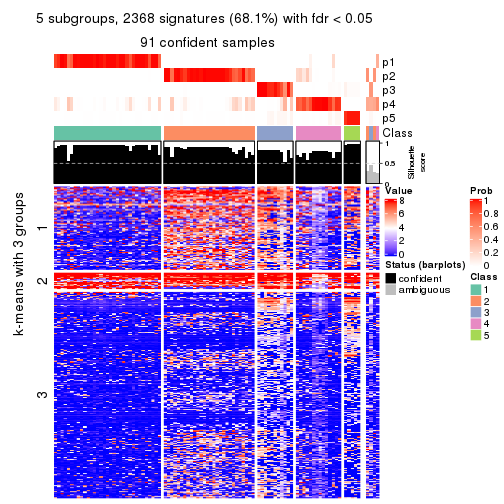 5 subgroups, 2368 signatures (68.1%) with fdr < 0.05
91 confident samples
p1
p2
p3
p4
p5
Class
1
0.5
0
Silhouette
score
k-means with 3 groups
1
2
3
Value
8
6
4
2
0
Status (barplots)
confident
ambiguous
Prob
1
0.8
0.6
0.4
0.2
0
Class
1
2
3
4
5